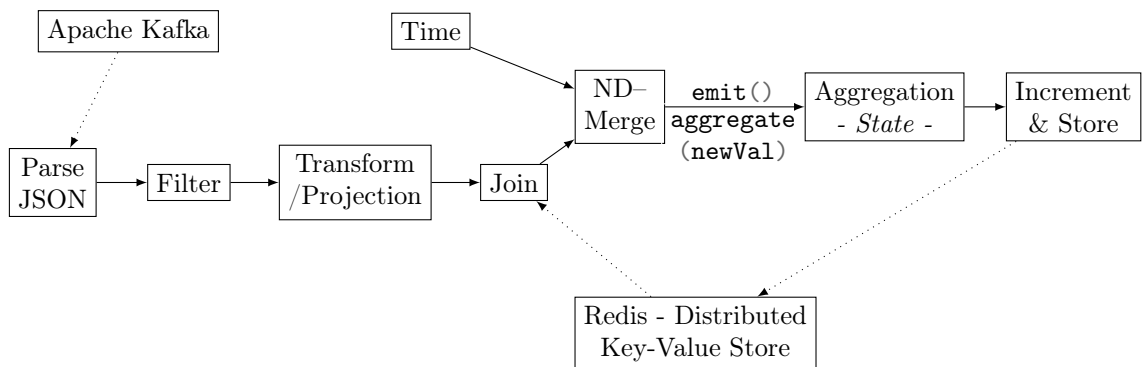 Apache Kafka
Time
ND–
Merge
emit()
aggregate
(newVal)
Aggregation
- State -
Increment
& Store
Parse
JSON
Filter
Transform
/Projection
Join
Redis - Distributed
Key-Value Store